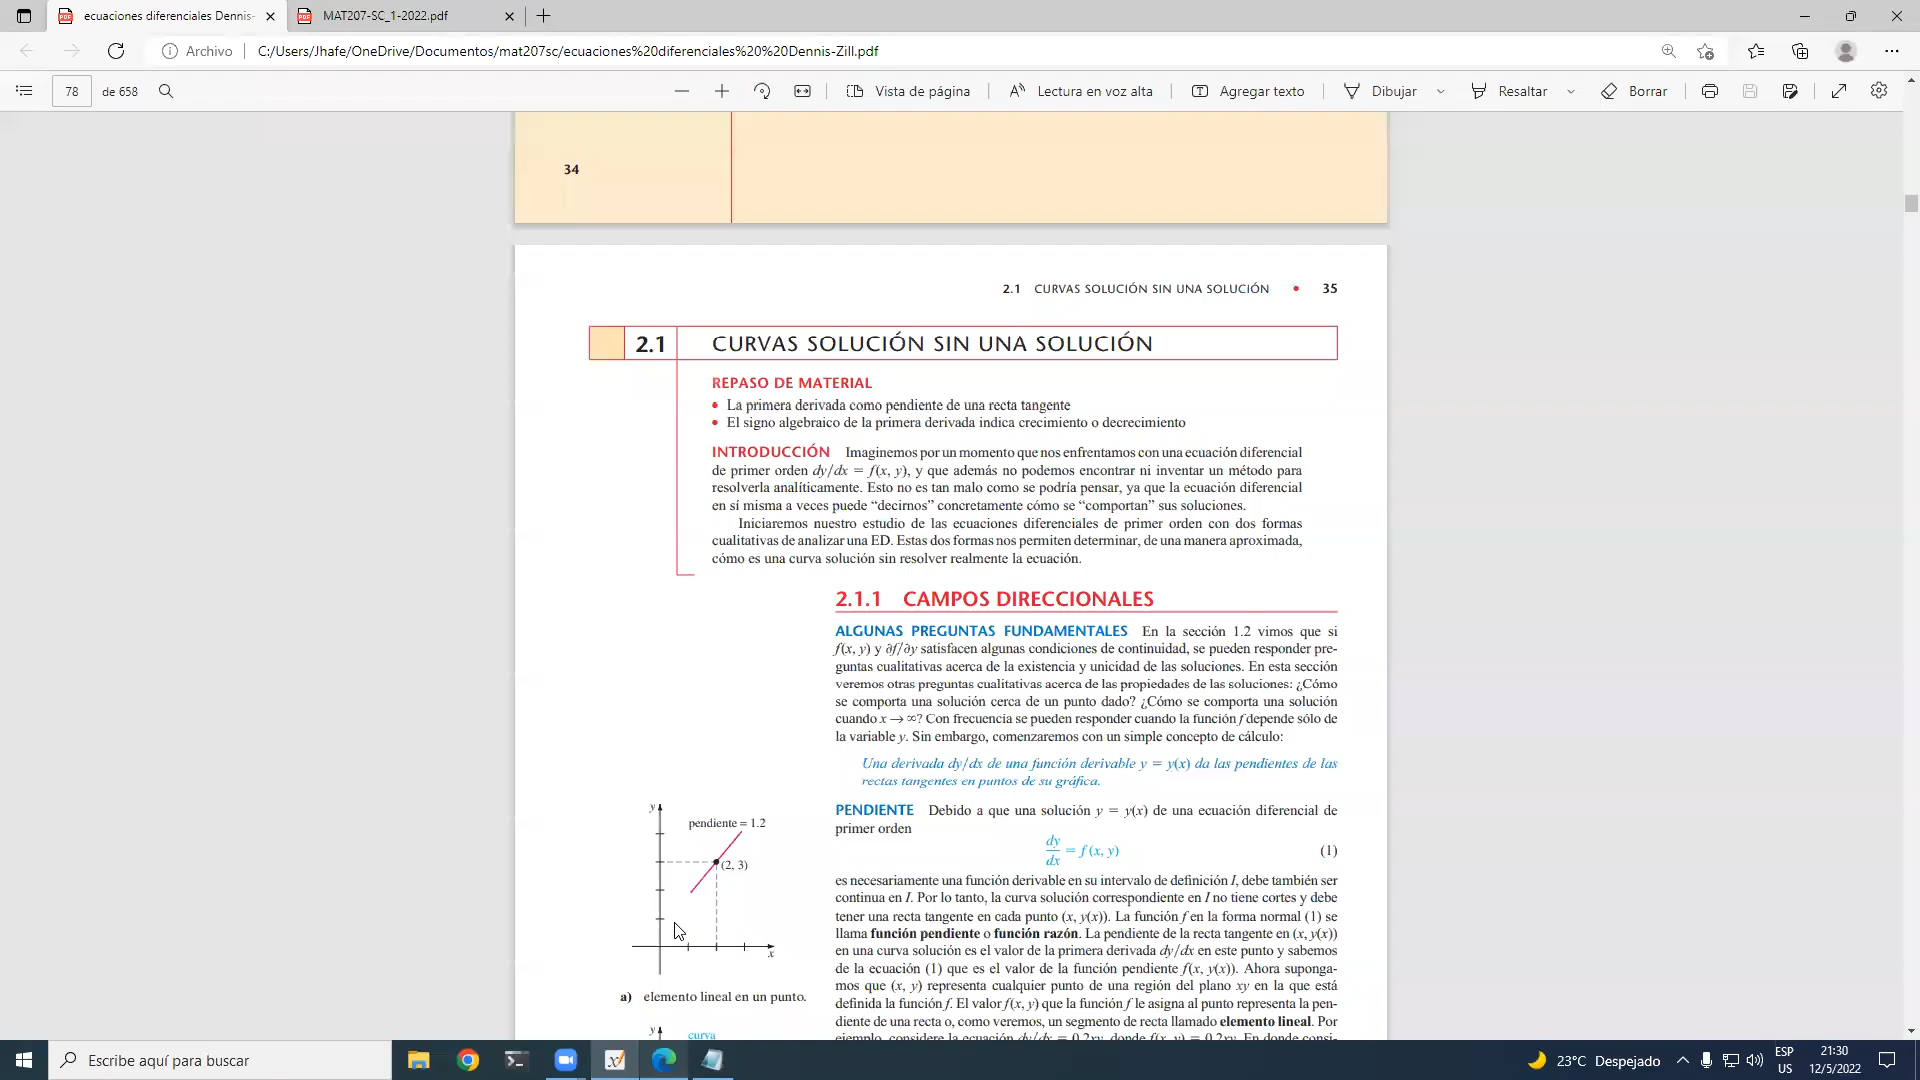 ecuaciones diferenciales Dennis-
MAT207-SC_1-2022.pdf
Archivo
C:/Users/Jhafe/OneDrive/Documentos/mat207sc/ecuaciones%20diferenciales%20%20Dennis-Zill.pdf
78 de 658
Vista de página
Lectura en voz alta
Agregar texto
Dibujar
Resaltar
Borrar
34
2.1 CURVAS SOLUCIÓN SIN UNA SOLUCIÓN • 35
2.1 CURVAS SOLUCIÓN SIN UNA SOLUCIÓN
REPASO DE MATERIAL
• La primera derivada como pendiente de una recta tangente
• El signo algebraico de la primera derivada indica crecimiento o decrecimiento
INTRODUCCIÓN Imaginemos por un momento que nos enfrentamos con una ecuación diferencial
de primer orden dy/dx = f(x, y), y que además no podemos encontrar ni inventar un método para
resolverla analíticamente. Esto no es tan malo como se podría pensar, ya que la ecuación diferencial
en sí misma a veces puede “decirnos” concretamente cómo se “comportan” sus soluciones.
Iniciaremos nuestro estudio de las ecuaciones diferenciales de primer orden con dos formas
cualitativas de analizar una ED. Estas dos formas nos permiten determinar, de una manera aproximada,
cómo es una curva solución sin resolver realmente la ecuación.
2.1.1 CAMPOS DIRECCIONALES
ALGUNAS PREGUNTAS FUNDAMENTALES En la sección 1.2 vimos que si
f(x, y) y ∂f/∂y satisfacen algunas condiciones de continuidad, se pueden responder pre-
guntas cualitativas acerca de la existencia y unicidad de las soluciones. En esta sección
veremos otras preguntas cualitativas acerca de las propiedades de las soluciones: ¿Cómo
se comporta una solución cerca de un punto dado? ¿Cómo se comporta una solución
cuando x → ∞? Con frecuencia se pueden responder cuando la función f depende sólo de
la variable y. Sin embargo, comenzaremos con un simple concepto de cálculo:
Una derivada dy/dx de una función derivable y = y(x) da las pendientes de las
rectas tangentes en puntos de su gráfica.
PENDIENTE Debido a que una solución y = y(x) de una ecuación diferencial de
primer orden
dy/dx = f (x, y) (1)
es necesariamente una función derivable en su intervalo de definición I, debe también ser
continua en I. Por lo tanto, la curva solución correspondiente en I no tiene cortes y debe
tener una recta tangente en cada punto (x, y(x)). La función f en la forma normal (1) se
llama función pendiente o función razón. La pendiente de la recta tangente en (x, y(x))
en una curva solución es el valor de la primera derivada dy/dx en este punto y sabemos
de la ecuación (1) que es el valor de la función pendiente f(x, y(x)). Ahora suponga-
mos que (x, y) representa cualquier punto de una región del plano xy en la que está
definida la función f. El valor f(x, y) que la función f le asigna al punto representa la pen-
diente de una recta o, como veremos, un segmento de recta llamado elemento lineal. Por
ejemplo, considere la ecuación dy/dx = 0.2xy, donde f(x, y) = 0.2xy. En donde consi-
y
pendiente = 1.2
(2, 3)
x
a) elemento lineal en un punto.
y
curva
Escribe aquí para buscar
23°C Despejado
ESP
US
21:30
12/5/2022